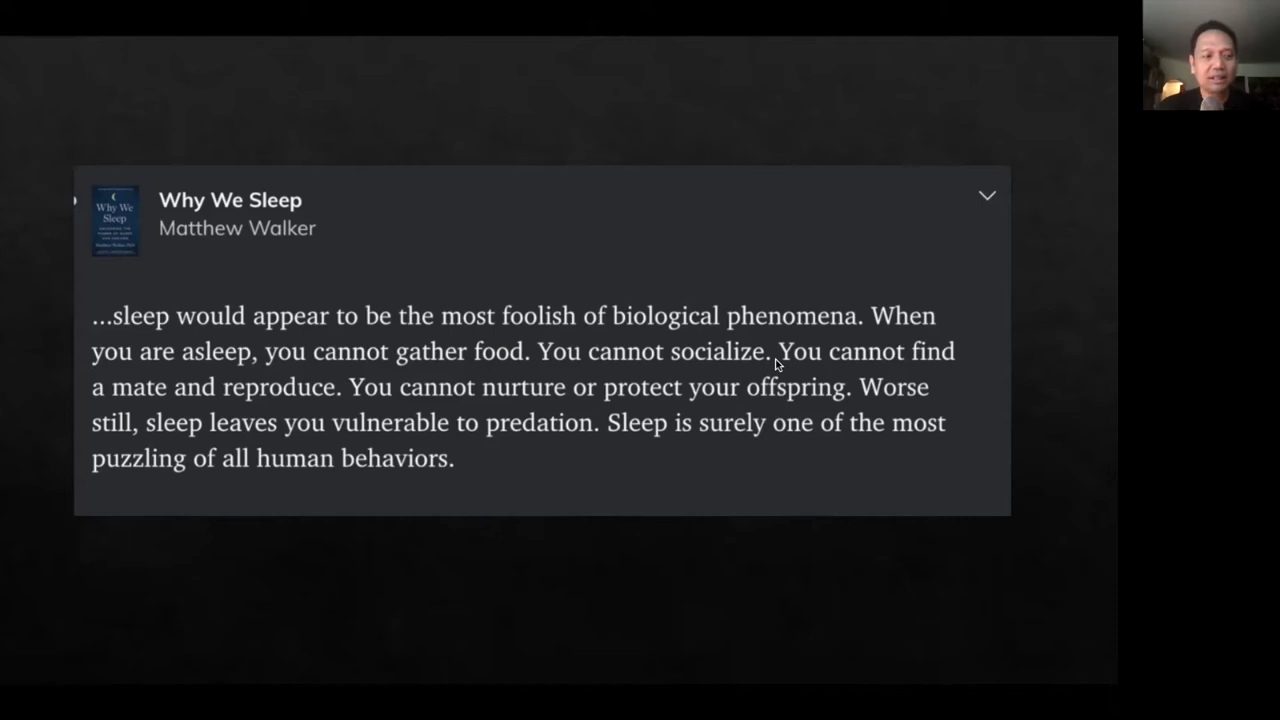 Why We Sleep
Matthew Walker
Why We
Sleep
...sleep would appear to be the most foolish of biological phenomena. When
you are asleep, you cannot gather food. You cannot socialize. You cannot find
a mate and reproduce. You cannot nurture or protect your offspring. Worse
still, sleep leaves you vulnerable to predation. Sleep is surely one of the most
puzzling of all human behaviors.